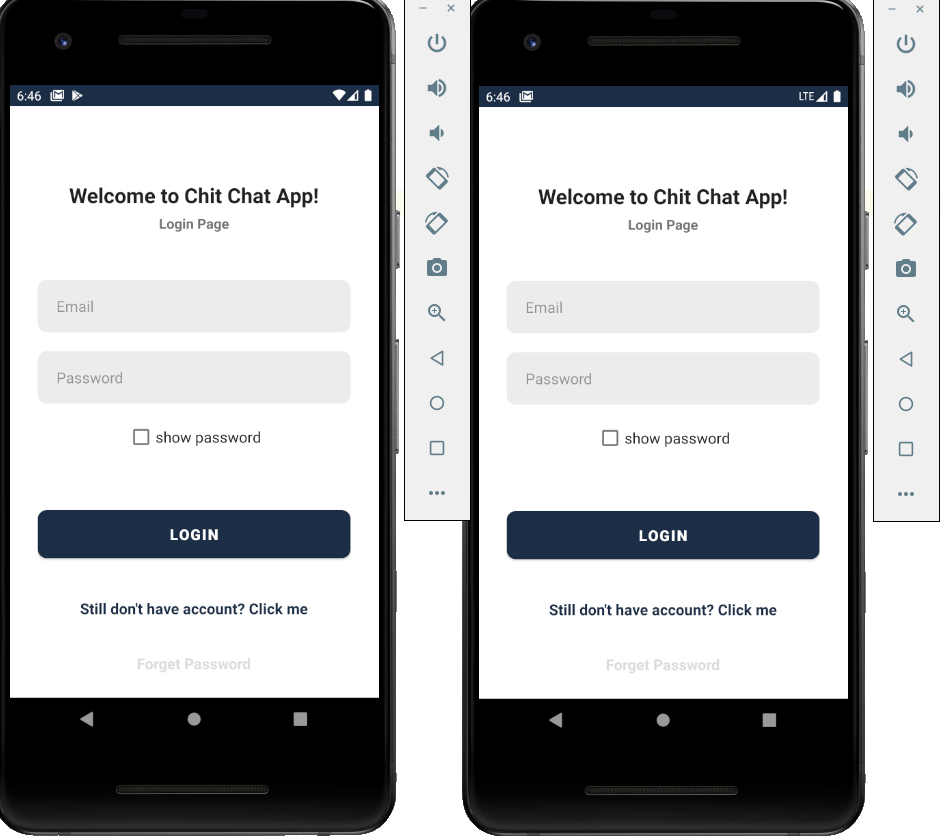 6:46
Welcome to Chit Chat App!
Login Page
Email
Password
show password
LOGIN
Still don't have account? Click me
Forget Password
6:46 LTE
Welcome to Chit Chat App!
Login Page
Email
Password
show password
LOGIN
Still don't have account? Click me
Forget Password